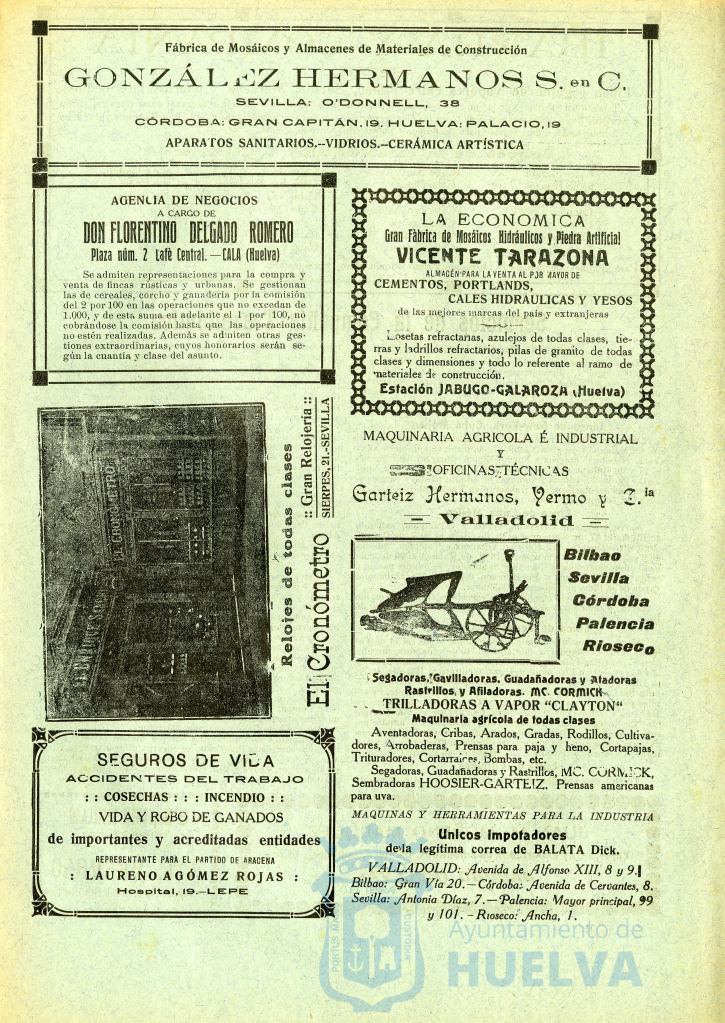 Fábrica de Mosáicos y Almacenes de Materiales de Construcción
GONZÁLEZ HERMANOS S. en C.
SEVILLA: O'DONNELL, 38
CÓRDOBA: GRAN CAPITÁN, 19. HUELVA: PALACIO, 19
APARATOS SANITARIOS.--VIDRIOS.--CERÁMICA ARTÍSTICA
AGENCIA DE NEGOCIOS
A CARGO DE
DON FLORENTINO DELGADO ROMERO
Plaza núm. 2 Café Central.—CALA (Huelva)
Se admiten representaciones para la compra y
venta de fincas rústicas y urbanas. Se gestionan
las de cereales, corcho y ganadería por la comisión
del 2 por 100 en las operaciones que no excedan de
1.000, y de esta suma en adelante el 1 por 100, no
cobrándose la comisión hasta que las operaciones
no estén realizadas. Además se admiten otras ges-
tiones extraordinarias, cuyos honorarios serán se-
gún la cuantía y clase del asunto.
LA ECONOMICA
Gran Fàbrica de Mosáicos Hidráulicos y Piedra Artificial
VICENTE TARAZONA
ALMACÉN PARA LA VENTA AL POR MAYOR DE
CEMENTOS, PORTLANDS,
CALES HIDRAULICAS Y YESOS
de las mejores marcas del país y extranjeras
Losetas refractarias, azulejos de todas clases, tie-
rras y ladrillos refractarios, pilas de granito de todas
clases y dimensiones y todo lo referente al ramo de
materiales de construcción.
Estación JABUGO-GALAROZA (Huelva)
EL CRONÓMETRO
Relojes de todas clases
El Cronómetro
:: Gran Relojería ::
SIERPES, 21.-SEVILLA
MAQUINARIA AGRICOLA É INDUSTRIAL
Y
OFICINAS TÉCNICAS
Garteiz Hermanos, Yermo y C.ia
Valladolid
Bilbao
Sevilla
Córdoba
Palencia
Rioseco
Segadoras, Gavilladoras, Guadañadoras y Atadoras
Rastrillos y Afiladoras. MC. CORMICK
TRILLADORAS A VAPOR "CLAYTON"
Maquinaria agrícola de todas clases
Aventadoras, Cribas, Arados, Gradas, Rodillos, Cultiva-
dores, Arrobaderas, Prensas para paja y heno, Cortapajas,
Trituradores, Cortarraices, Bombas, etc.
Segadoras, Guadañadoras y Rastrillos, MC. CORMICK,
Sembradoras HOOSIER-GARTEIZ. Prensas americanas
para uva.
MAQUINAS Y HERRAMIENTAS PARA LA INDUSTRIA
Unicos Impotadores
de la legítima correa de BALATA Dick.
VALLADOLID: Avenida de Alfonso XIII, 8 y 9.
Bilbao: Gran Vía 20.—Córdoba: Avenida de Cervantes, 8.
Sevilla: Antonia Díaz, 7.—Palencia: Mayor principal, 99
y 101.-Rioseco: Ancha, 1.
SEGUROS DE VIDA
ACCIDENTES DEL TRABAJO
:: COSECHAS ::: INCENDIO ::
VIDA Y ROBO DE GANADOS
de importantes y acreditadas entidades
REPRESENTANTE PARA EL PARTIDO DE ARACENA
: LAURENO AGÓMEZ ROJAS :
Hospital, 19.—LEPE
Ayuntamiento de
HUELVA